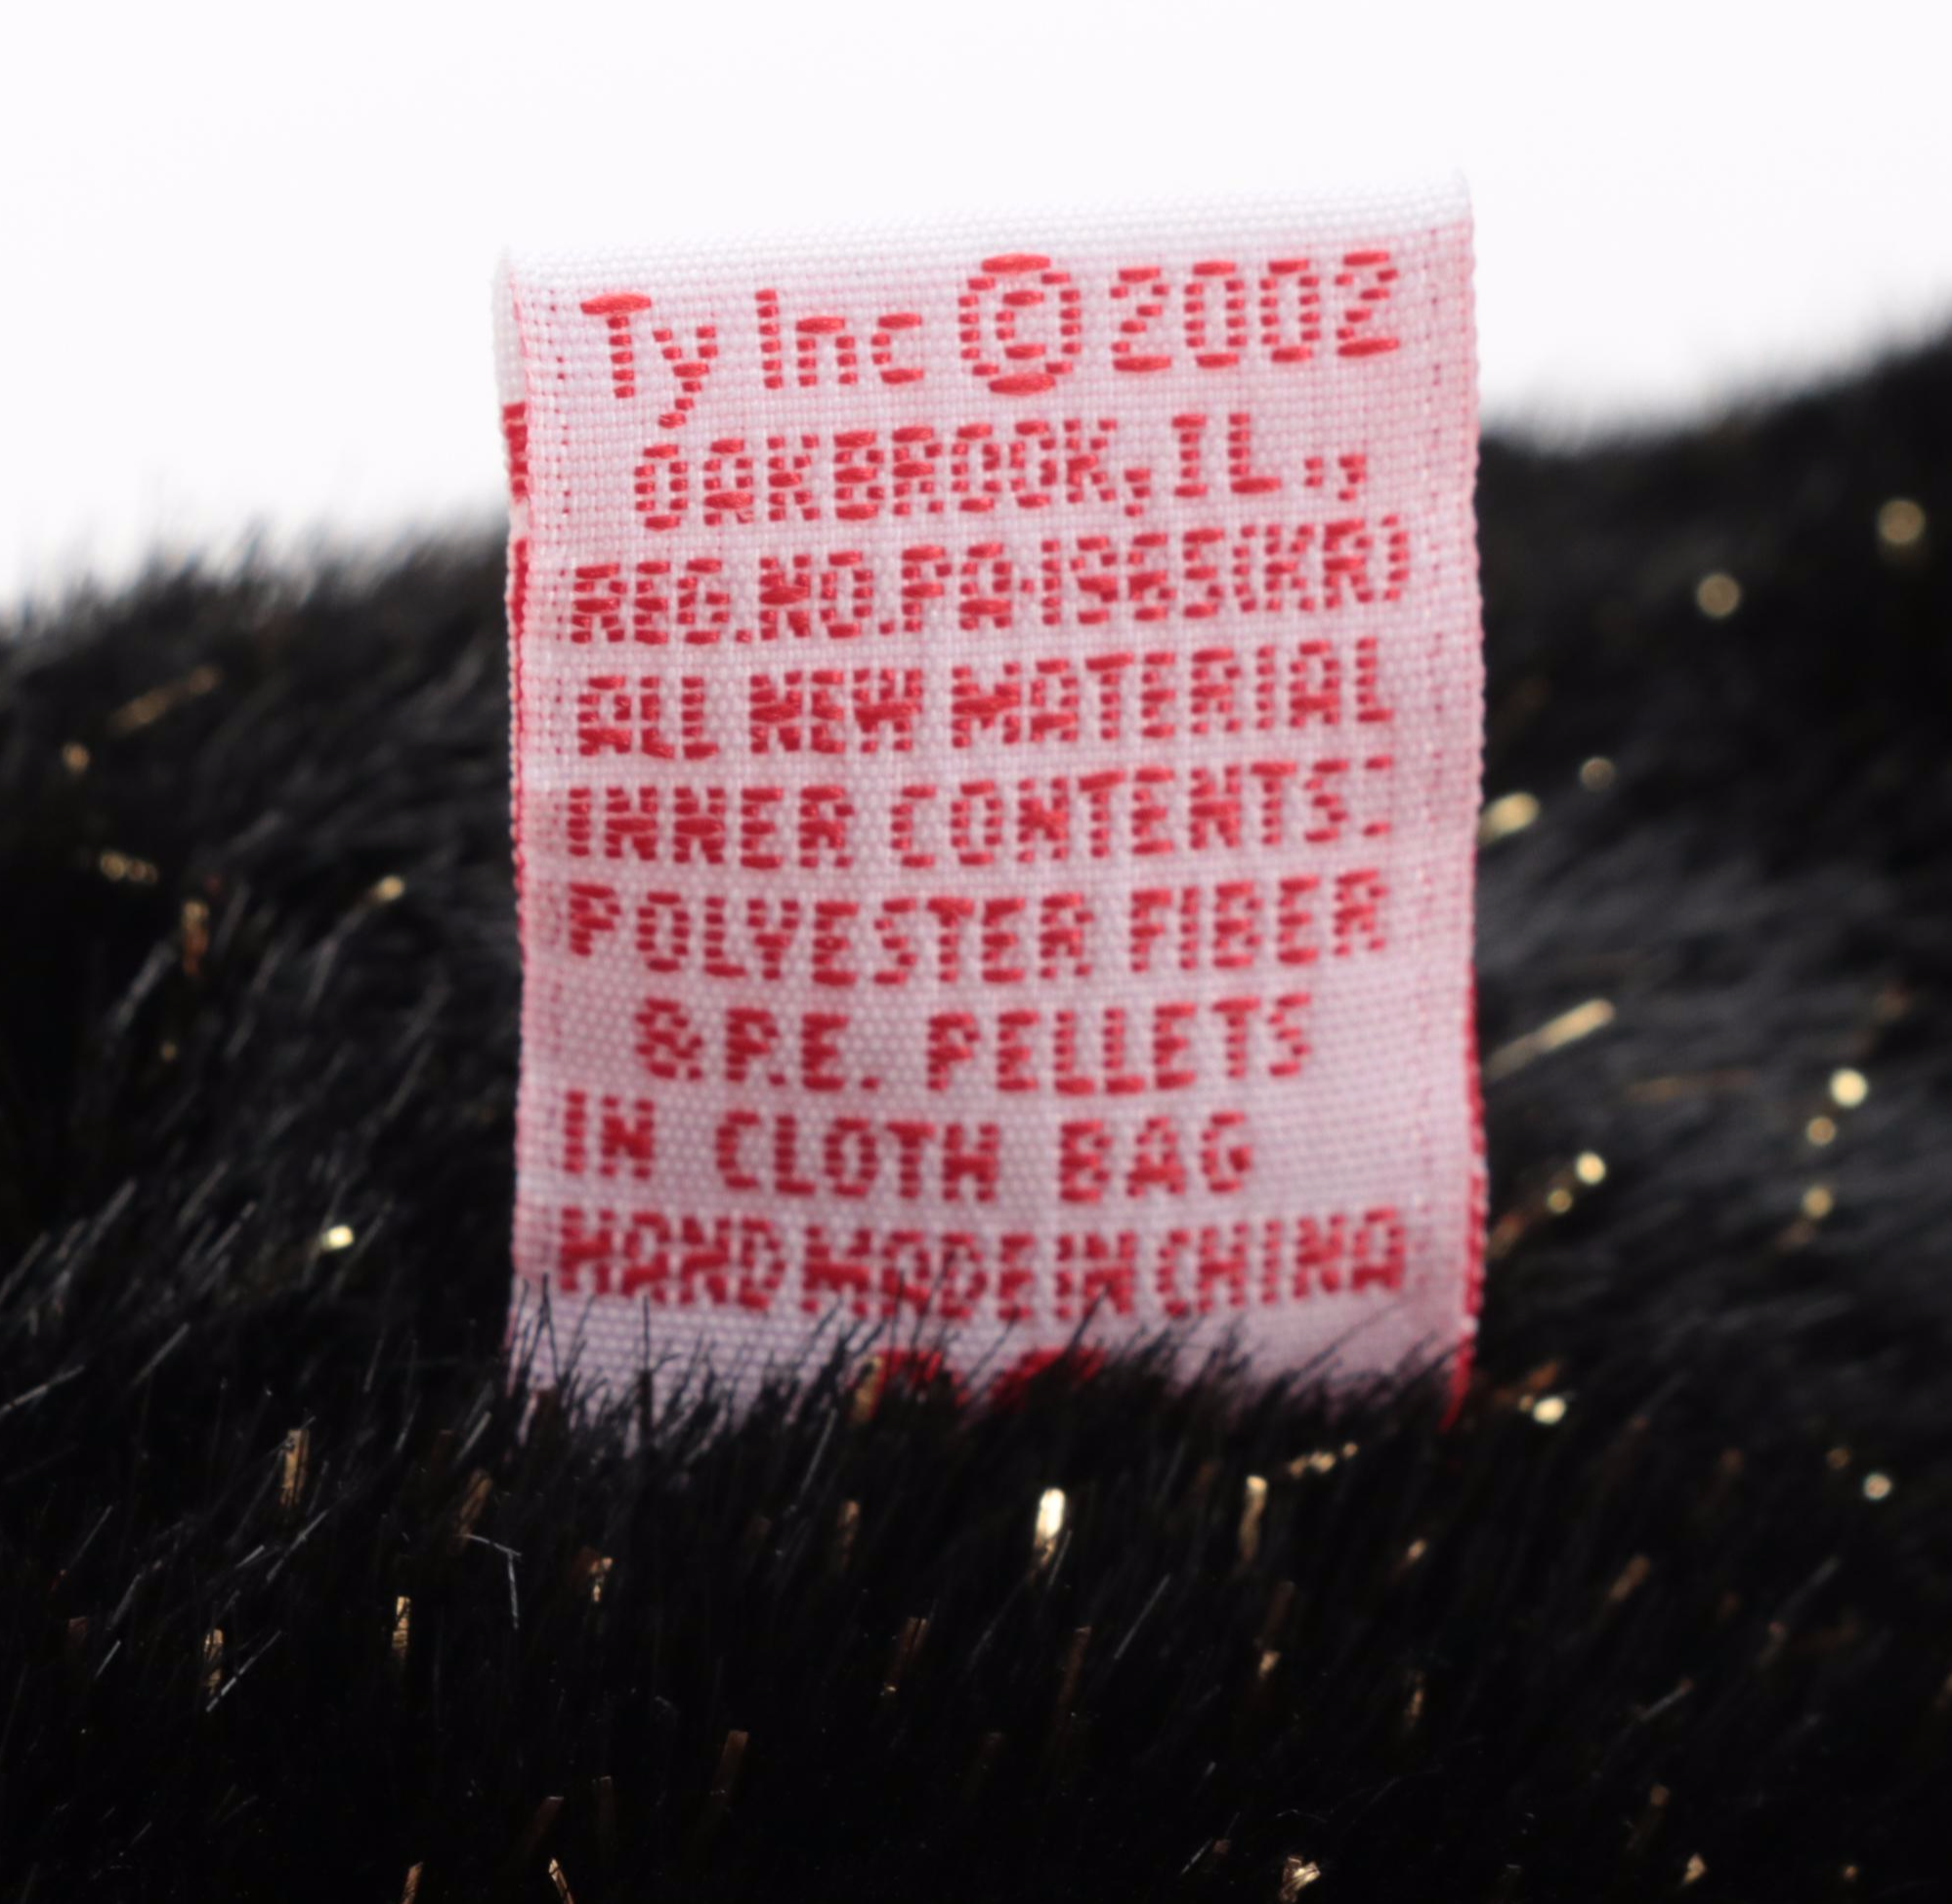 Ty Inc © 2002
OAKBROOK, IL.,
REG.NO.PA-1965(KR)
ALL NEW MATERIAL
INNER CONTENTS:
POLYESTER FIBER
& P.E. PELLETS
IN CLOTH BAG
HAND MADE IN CHINA